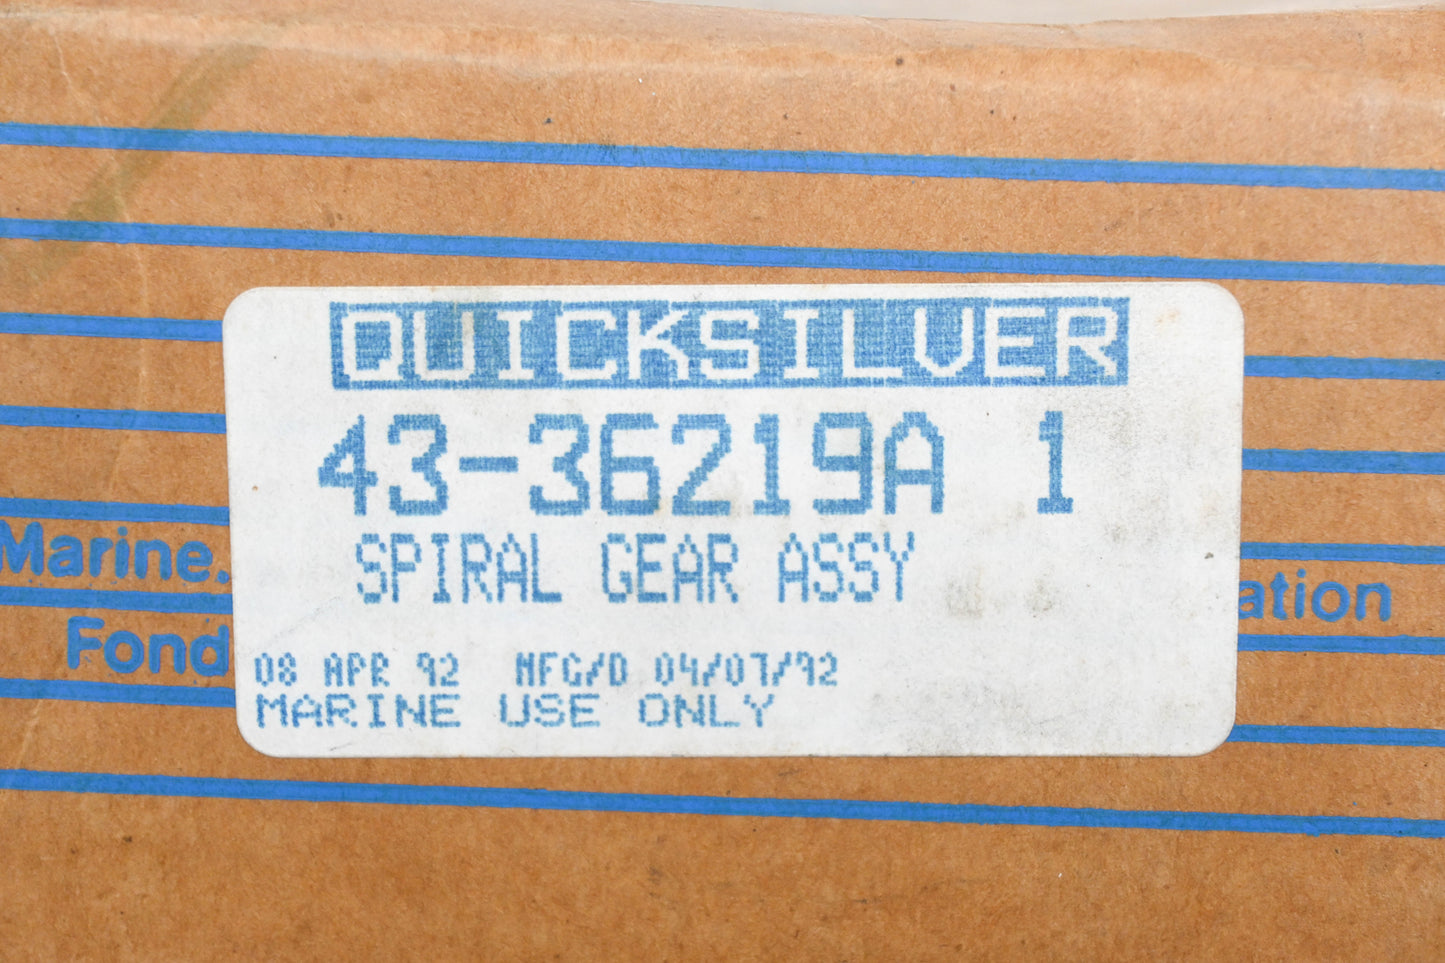 QUICKSILVER
43-36219A 1
SPIRAL GEAR ASSY
Marine.
ation
Fond
08 APR 92 MFG/D 04/07/92
MARINE USE ONLY